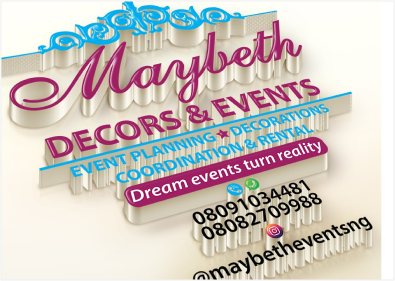 Maybeth
DECORS & EVENTS
EVENT PLANNING ★ DECORATIONS
COORDINATION & RENTAL
Dream events turn reality
08091034481
08082709988
@maybetheventsng